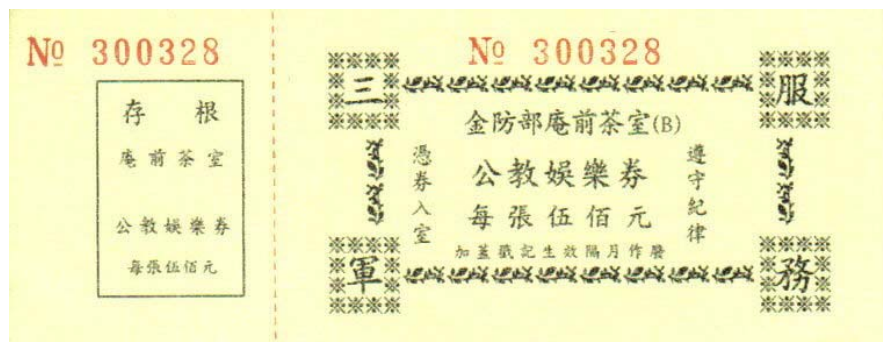 № 300328
存 根
庵前茶室
公教娛樂券
每張伍佰元
№ 300328
三 服
金防部庵前茶室(B)
憑券入室
公教娛樂券
每張伍佰元
遵守紀律
加蓋戳記生效隔月作廢
軍 務